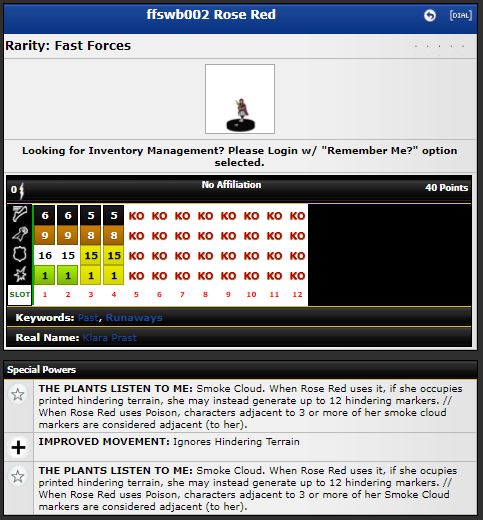 ffswb002 Rose Red
[DIAL]
Rarity: Fast Forces
Looking for Inventory Management? Please Login w/ "Remember Me?" option
selected.
0 No Affiliation 40 Points
6 6 5 5 KO KO KO KO KO KO KO KO
9 9 8 8 KO KO KO KO KO KO KO KO
16 15 15 15 KO KO KO KO KO KO KO KO
1 1 1 1 KO KO KO KO KO KO KO KO
SLOT 1 2 3 4 5 6 7 8 9 10 11 12
Keywords: Past, Runaways
Real Name: Klara Prast
Special Powers
THE PLANTS LISTEN TO ME: Smoke Cloud. When Rose Red uses it, if she occupies
printed hindering terrain, she may instead generate up to 12 hindering markers. //
When Rose Red uses Poison, characters adjacent to 3 or more of her smoke cloud
markers are considered adjacent (to her).
IMPROVED MOVEMENT: Ignores Hindering Terrain
THE PLANTS LISTEN TO ME: Smoke Cloud. When Rose Red uses it, if she ocupies
printed hindering terrain, she may instead generate up to 12 hindering markers. //
When Rose Red uses Poison, characters adjacent to 3 or more of her Smoke Cloud
markers are considered adjacent (to her).